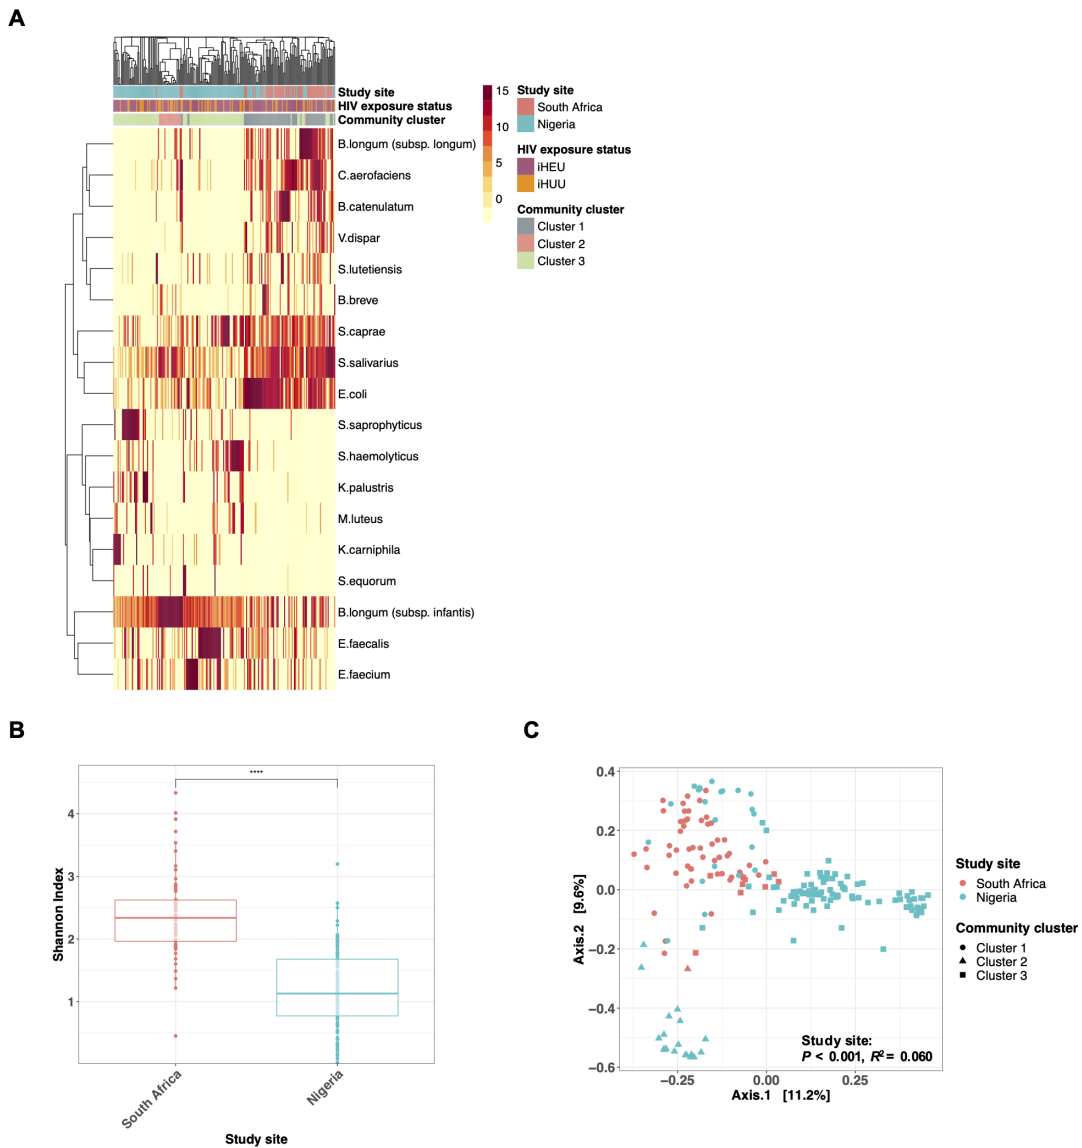 A
Study site
HIV exposure status
Community cluster
B.longum (subsp. longum)
C.aerofaciens
B.catenulatum
V.dispar
S.lutetiensis
B.breve
S.caprae
S.salivarius
E.coli
S.saprophyticus
S.haemolyticus
K.palustris
M.luteus
K.carniphila
S.equorum
B.longum (subsp. infantis)
E.faecalis
E.faecium
15
10
5
0
Study site
South Africa
Nigeria
HIV exposure status
iHEU
iHUU
Community cluster
Cluster 1
Cluster 2
Cluster 3
B
Shannon Index
4
3
2
1
****
South Africa
Nigeria
Study site
C
Axis.2 [9.6%]
0.4
0.2
0.0
−0.2
−0.4
−0.6
Study site:
P < 0.001, R² = 0.060
−0.25
0.00
0.25
Axis.1 [11.2%]
Study site
South Africa
Nigeria
Community cluster
Cluster 1
Cluster 2
Cluster 3